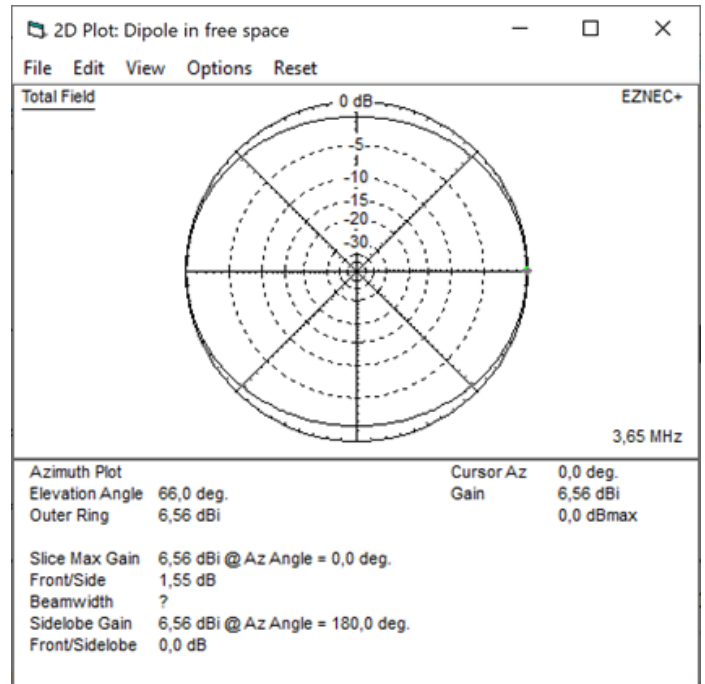 2D Plot: Dipole in free space
File Edit View Options Reset
Total Field
EZNEC+
0 dB
-5
-10
-15
-20
-30
3,65 MHz
Azimuth Plot
Elevation Angle 66,0 deg.
Outer Ring 6,56 dBi
Cursor Az 0,0 deg.
Gain 6,56 dBi
0,0 dBmax
Slice Max Gain 6,56 dBi @ Az Angle = 0,0 deg.
Front/Side 1,55 dB
Beamwidth ?
Sidelobe Gain 6,56 dBi @ Az Angle = 180,0 deg.
Front/Sidelobe 0,0 dB